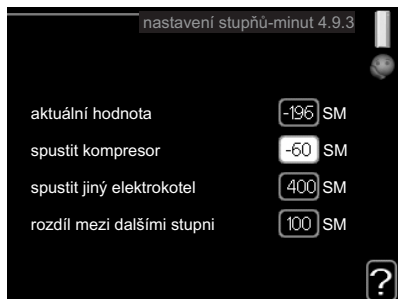 nastavení stupňů-minut 4.9.3
aktuální hodnota -196 SM
spustit kompresor -60 SM
spustit jiný elektrokotel 400 SM
rozdíl mezi dalšími stupni 100 SM
?